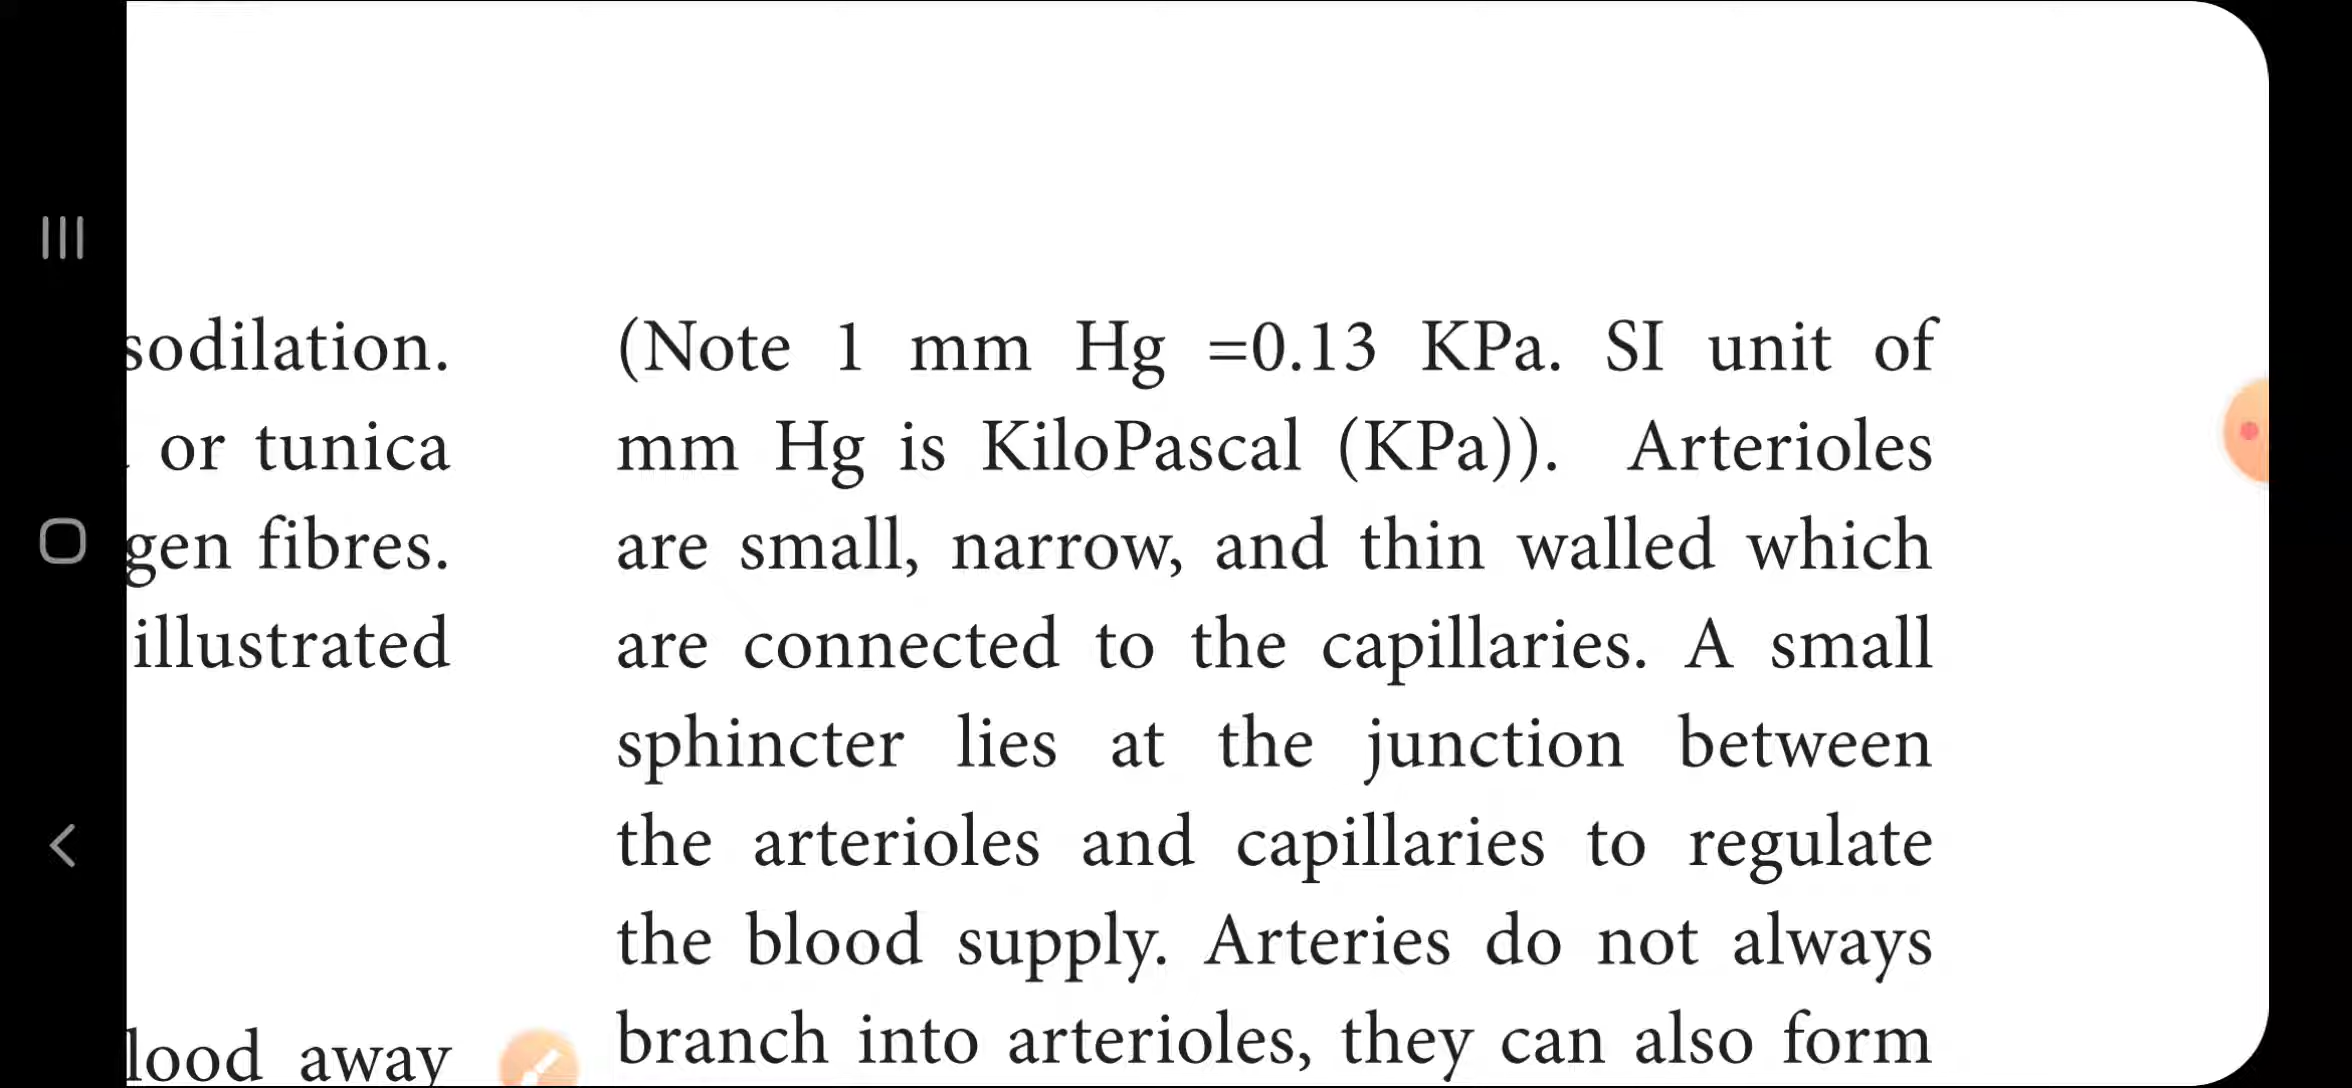 sodilation.
or tunica
gen fibres.
illustrated
lood away
(Note 1 mm Hg =0.13 KPa. SI unit of
mm Hg is KiloPascal (KPa)). Arterioles
are small, narrow, and thin walled which
are connected to the capillaries. A small
sphincter lies at the junction between
the arterioles and capillaries to regulate
the blood supply. Arteries do not always
branch into arterioles, they can also form